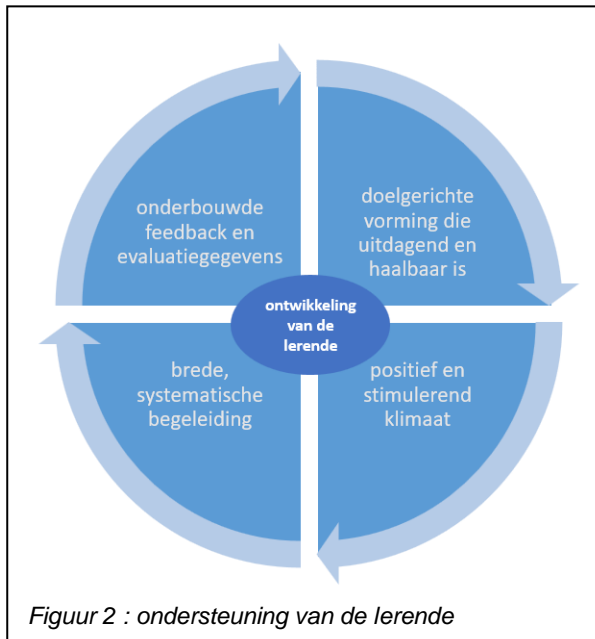 onderbouwde
feedback en
evaluatiegegevens
doelgerichte
vorming die
uitdagend en
haalbaar is
ontwikkeling
van de
lerende
brede,
systematische
begeleiding
positief en
stimulerend
klimaat
Figuur 2 : ondersteuning van de lerende